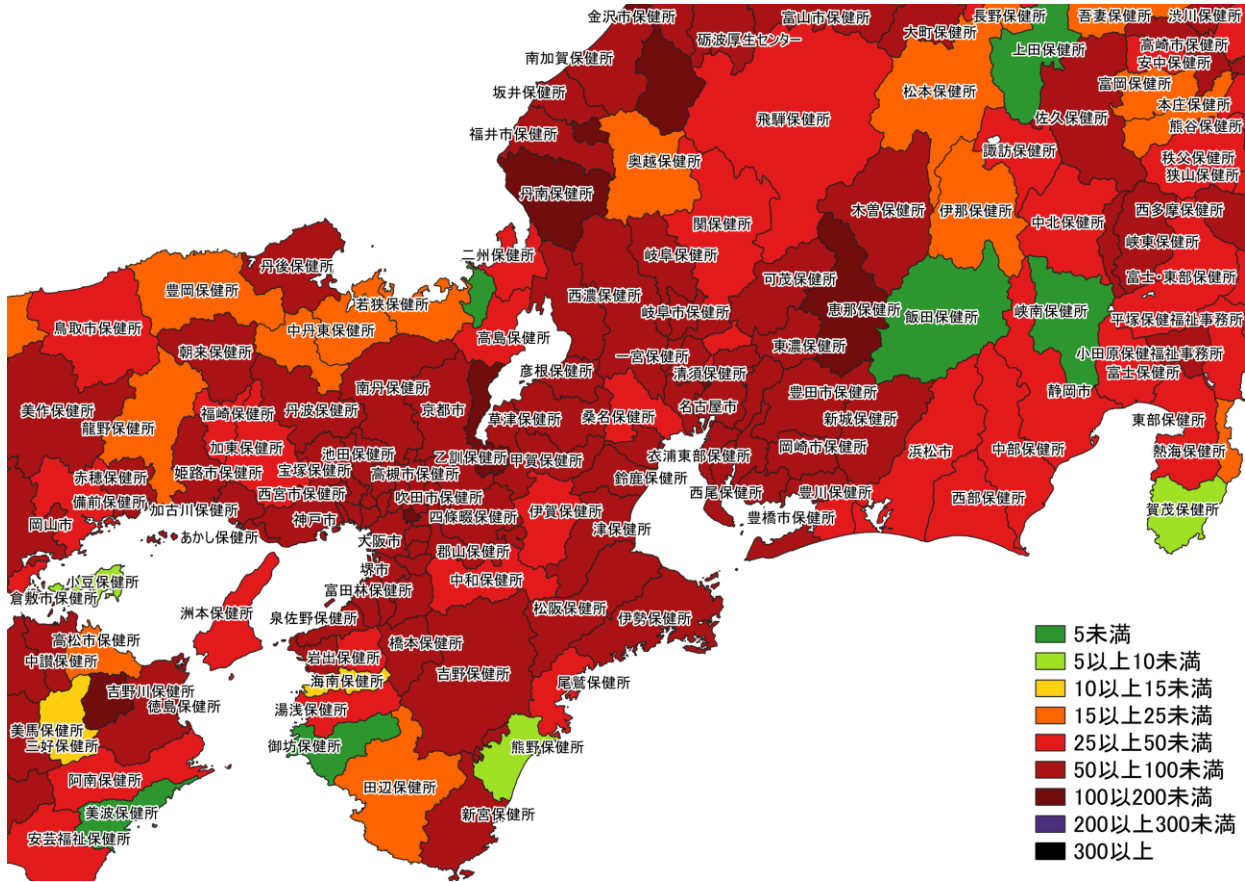 金沢市保健所
富山市保健所
長野保健所
吾妻保健所
渋川保健所
砺波厚生センター
大町保健所
南加賀保健所
上田保健所
高崎市保健所
安中保健所
坂井保健所
松本保健所
富岡保健所
本庄保健所
飛騨保健所
佐久保健所
熊谷保健所
福井市保健所
奥越保健所
諏訪保健所
秩父保健所
狭山保健所
丹南保健所
木曽保健所
伊那保健所
中北保健所
西多摩保健所
関保健所
峡東保健所
二州保健所
岐阜保健所
丹後保健所
可茂保健所
富士・東部保健所
豊岡保健所
若狭保健所
西濃保健所
岐阜市保健所
恵那保健所
飯田保健所
峡南保健所
平塚保健福祉事務所
鳥取市保健所
中丹東保健所
高島保健所
朝来保健所
東濃保健所
一宮保健所
小田原保健福祉事務所
彦根保健所
清須保健所
富士保健所
南丹保健所
豊田市保健所
静岡市
美作保健所
福崎保健所
丹波保健所
京都市
草津保健所
桑名保健所
名古屋市
新城保健所
東部保健所
龍野保健所
加東保健所
池田保健所
乙訓保健所
甲賀保健所
衣浦東部保健所
岡崎市保健所
浜松市
中部保健所
熱海保健所
赤穂保健所
姫路市保健所
宝塚保健所
高槻市保健所
鈴鹿保健所
備前保健所
西宮市保健所
吹田市保健所
西尾保健所
豊川保健所
西部保健所
加古川保健所
伊賀保健所
賀茂保健所
岡山市
神戸市
四條畷保健所
豊橋市保健所
あかし保健所
大阪市
津保健所
郡山保健所
堺市
小豆保健所
中和保健所
倉敷市保健所
富田林保健所
洲本保健所
泉佐野保健所
松阪保健所
伊勢保健所
高松市保健所
橋本保健所
中讃保健所
岩出保健所
吉野保健所
海南保健所
尾鷲保健所
吉野川保健所
徳島保健所
湯浅保健所
美馬保健所
三好保健所
御坊保健所
熊野保健所
阿南保健所
田辺保健所
美波保健所
新宮保健所
安芸福祉保健所
5未満
5以上10未満
10以上15未満
15以上25未満
25以上50未満
50以上100未満
100以200未満
200以上300未満
300以上